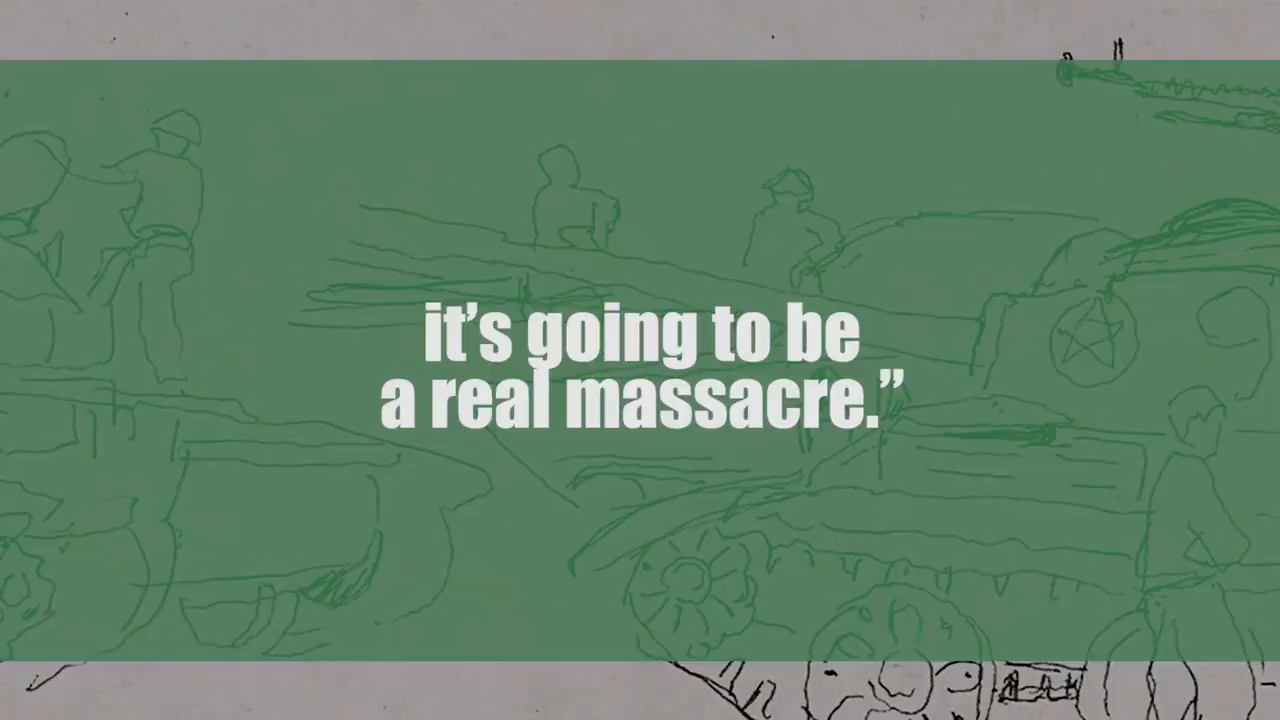 it’s going to be
a real massacre.”